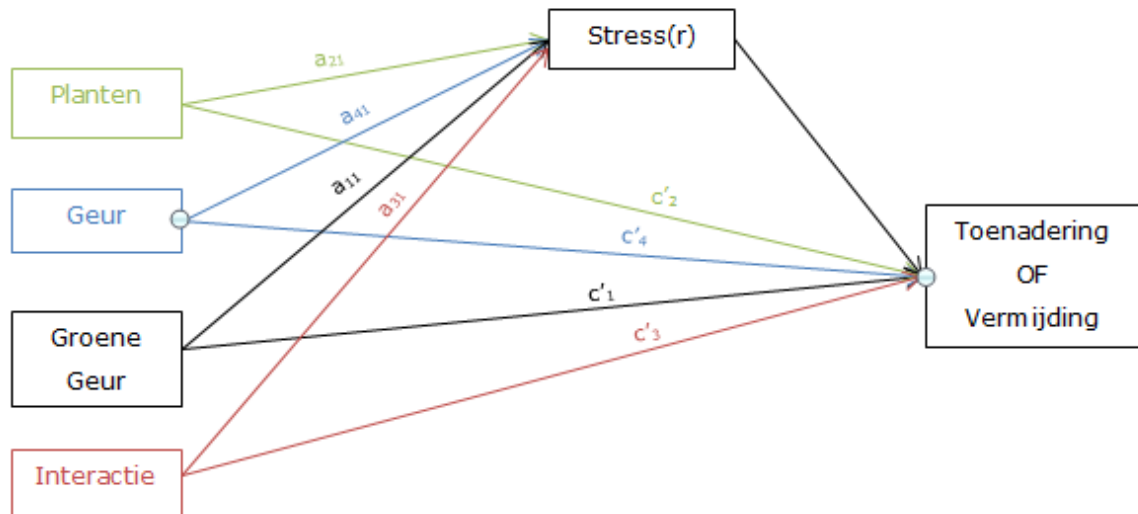 Stress(r)
Planten
a₂₁
a₄₁
a₁₁
a₃₁
Geur
c’₂
c’₄
Toenadering
OF
Vermijding
c’₁
Groene
Geur
c’₃
Interactie